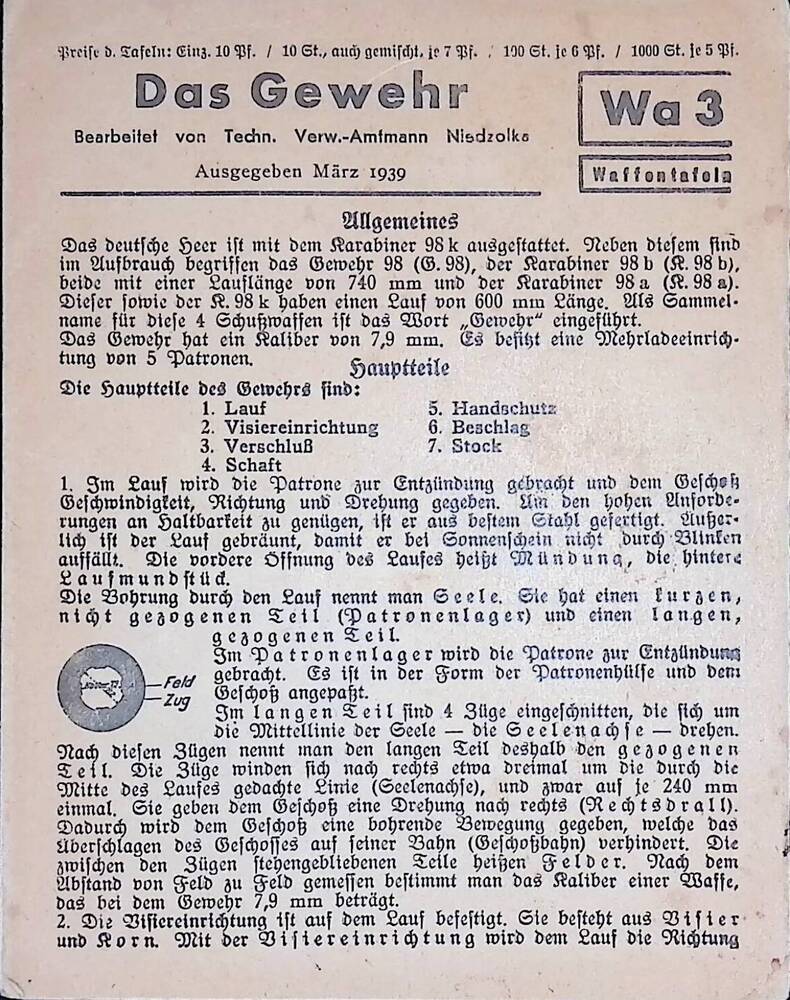 Preise d. Tafeln: Einz. 10 Pf. / 10 St., auch gemischt, je 7 Pf. / 100 St. je 6 Pf. / 1000 St. je 5 Pf.
Das Gewehr
Bearbeitet von Techn. Verw.-Amtmann Niedzolka
Ausgegeben März 1939
Wa 3
Waffentafeln
Allgemeines
Das deutsche Heer ist mit dem Karabiner 98 k ausgestattet. Neben diesem sind
im Aufbrauch begriffen das Gewehr 98 (G. 98), der Karabiner 98 b (K. 98 b),
beide mit einer Lauflänge von 740 mm und der Karabiner 98 a (K. 98 a).
Dieser sowie der K. 98 k haben einen Lauf von 600 mm Länge. Als Sammel-
name für diese 4 Schußwaffen ist das Wort „Gewehr“ eingeführt.
Das Gewehr hat ein Kaliber von 7,9 mm. Es besitzt eine Mehrladeeinrich-
tung von 5 Patronen.
Hauptteile
Die Hauptteile des Gewehrs sind:
1. Lauf
2. Visiereinrichtung
3. Verschluß
4. Schaft
5. Handschutz
6. Beschlag
7. Stock
1. Im Lauf wird die Patrone zur Entzündung gebracht und dem Geschoß
Geschwindigkeit, Richtung und Drehung gegeben. Um den hohen Anforde-
rungen an Haltbarkeit zu genügen, ist er aus bestem Stahl gefertigt. Äußer-
lich ist der Lauf gebräunt, damit er bei Sonnenschein nicht durch Blinken
auffällt. Die vordere Öffnung des Laufes heißt Mündung, die hintere
Laufmundstück.
Die Bohrung durch den Lauf nennt man Seele. Sie hat einen kurzen,
nicht gezogenen Teil (Patronenlager) und einen langen,
gezogenen Teil.
Im Patronenlager wird die Patrone zur Entzündung
gebracht. Es ist in der Form der Patronenhülse und dem
Geschoß angepaßt.
Feld
Zug
Im langen Teil sind 4 Züge eingeschnitten, die sich um
die Mittellinie der Seele — die Seelenachse — drehen.
Nach diesen Zügen nennt man den langen Teil deshalb den gezogenen
Teil. Die Züge winden sich nach rechts etwa dreimal um die durch die
Mitte des Laufes gedachte Linie (Seelenachse), und zwar auf je 240 mm
einmal. Sie geben dem Geschoß eine Drehung nach rechts (Rechtsdrall).
Dadurch wird dem Geschoß eine bohrende Bewegung gegeben, welche das
Überschlagen des Geschosses auf seiner Bahn (Geschoßbahn) verhindert. Die
zwischen den Zügen stehengebliebenen Teile heißen Felder. Nach dem
Abstand von Feld zu Feld gemessen bestimmt man das Kaliber einer Waffe,
das bei dem Gewehr 7,9 mm beträgt.
2. Die Visiereinrichtung ist auf dem Lauf befestigt. Sie besteht aus Visier
und Korn. Mit der Visiereinrichtung wird dem Lauf die Richtung